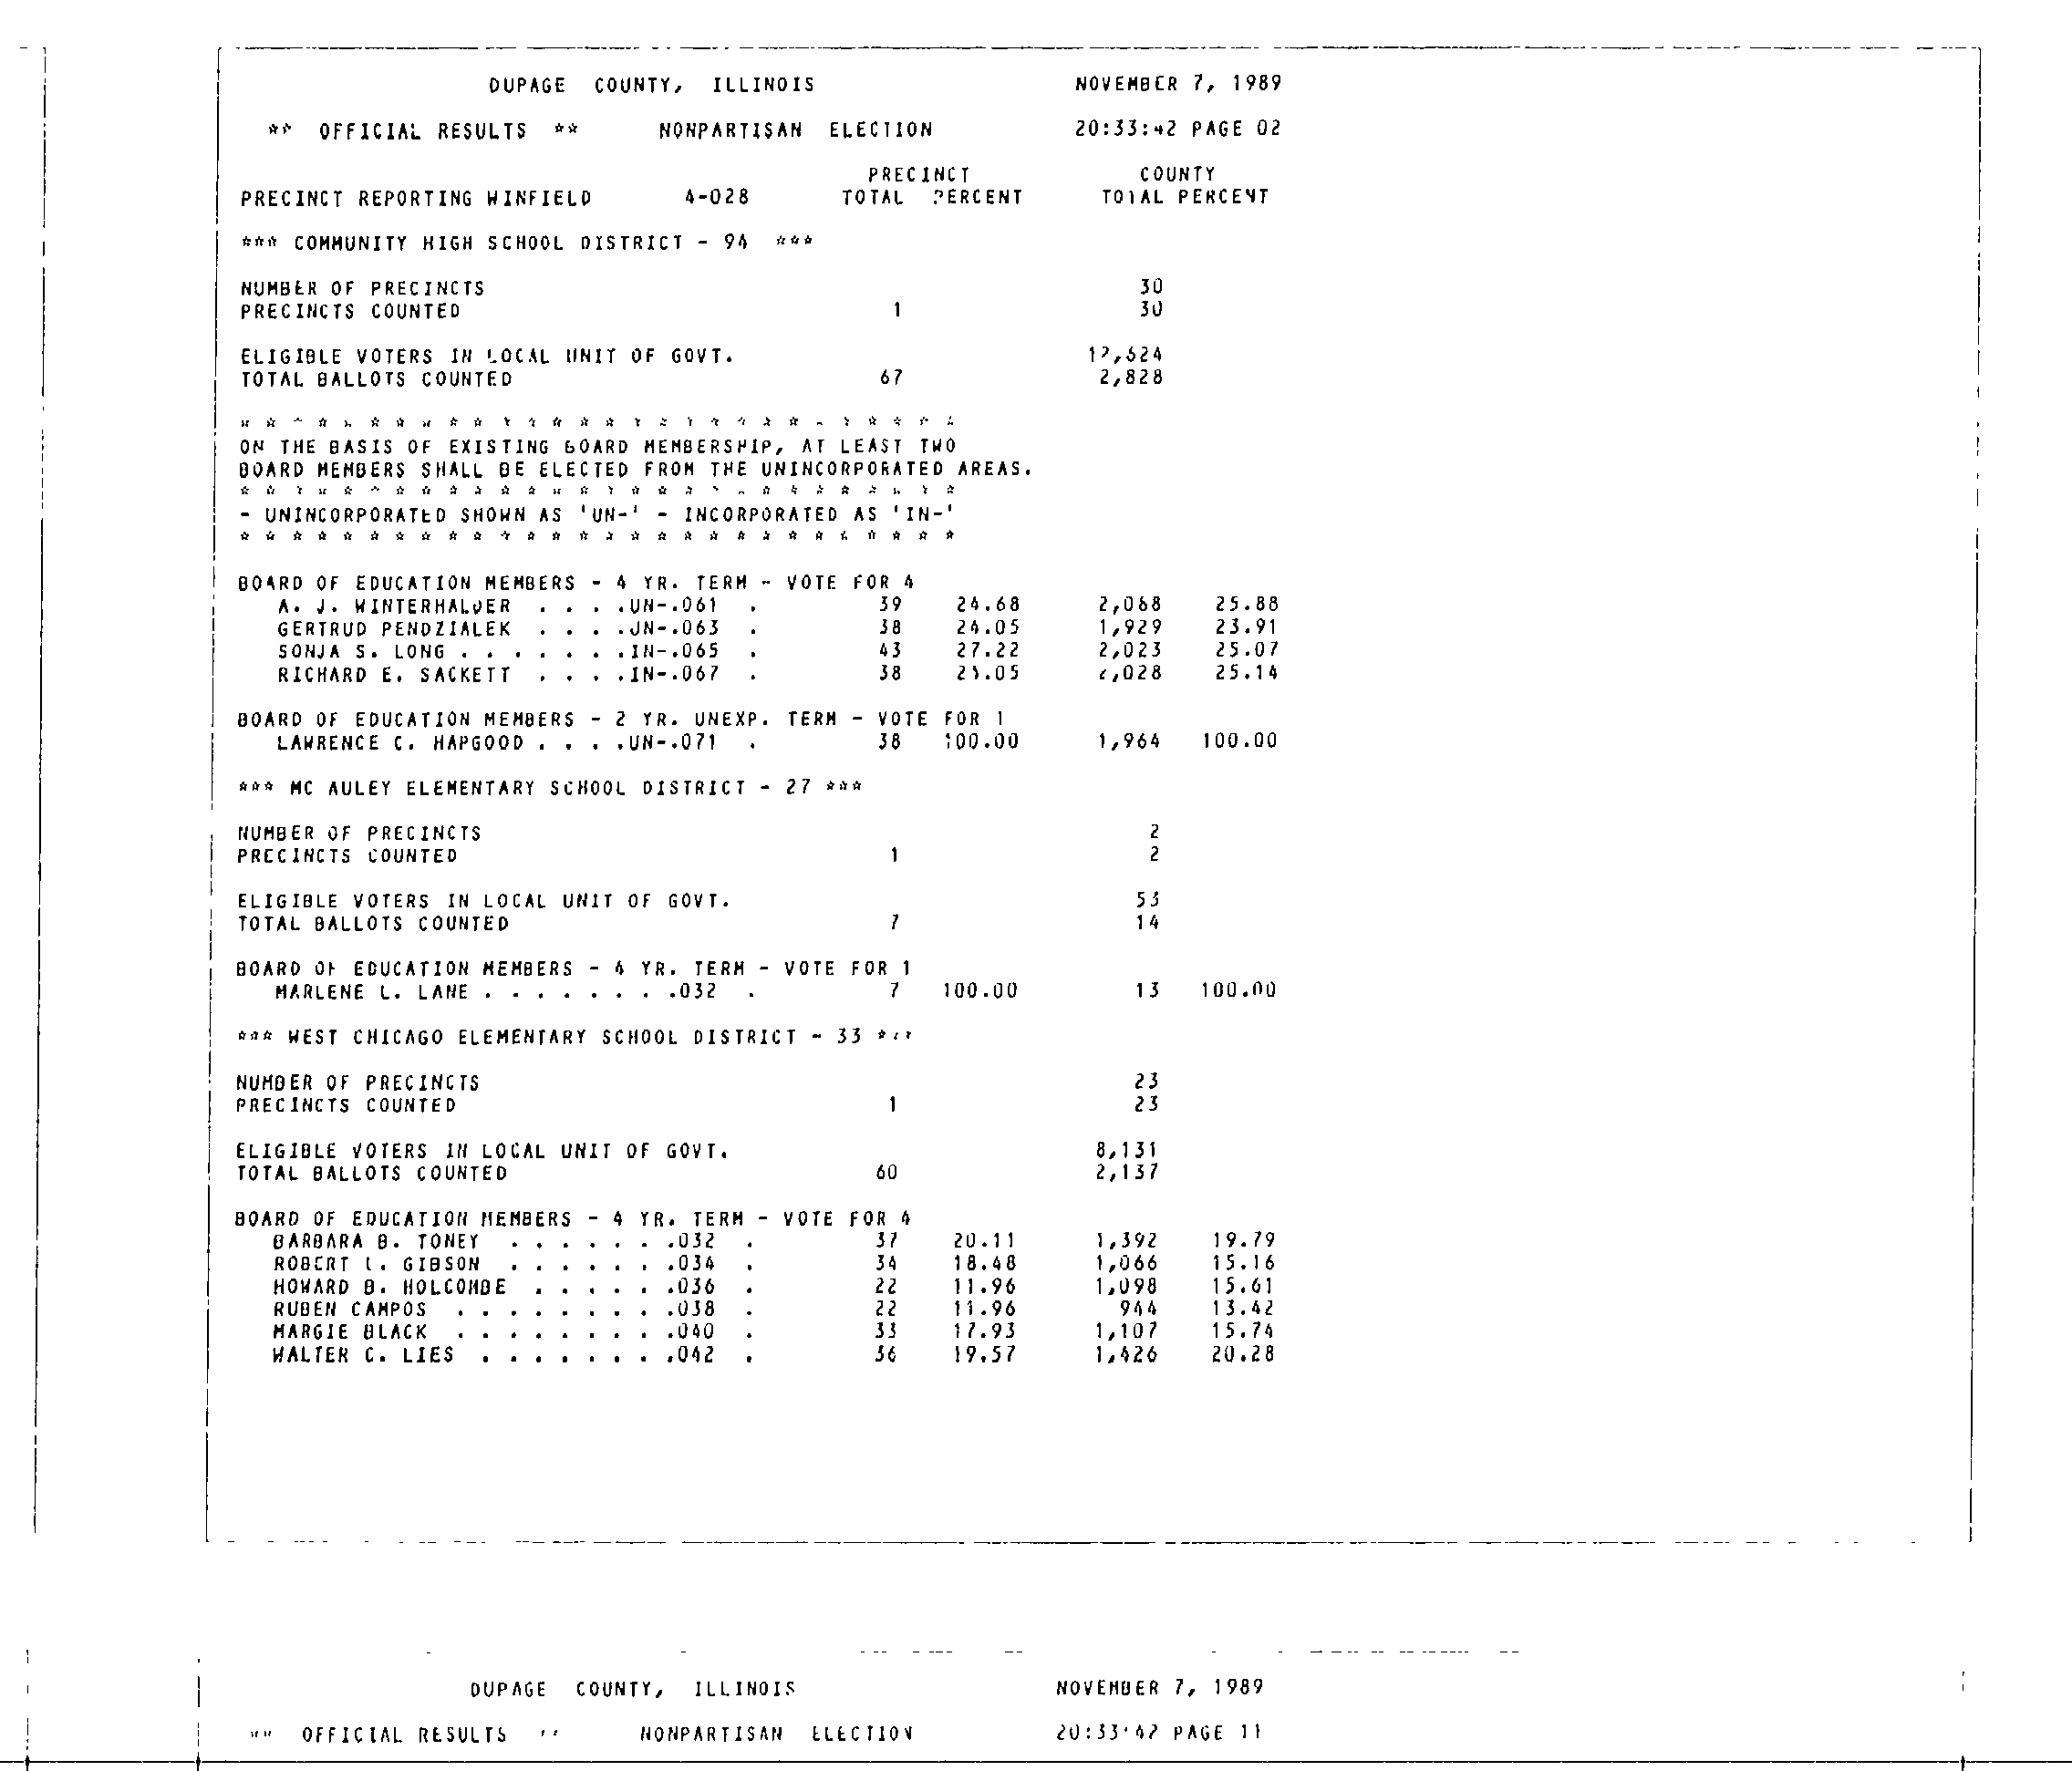 DUPAGE COUNTY, ILLINOIS NOVEMBER 7, 1989
** OFFICIAL RESULTS ** NONPARTISAN ELECTION 20:33:42 PAGE 02
PRECINCT COUNTY
PRECINCT REPORTING WINFIELD 4-028 TOTAL PERCENT TOTAL PERCENT
*** COMMUNITY HIGH SCHOOL DISTRICT - 94 ***
NUMBER OF PRECINCTS 30
PRECINCTS COUNTED 1 30
ELIGIBLE VOTERS IN LOCAL UNIT OF GOVT.
TOTAL BALLOTS COUNTED 67 2,828
ON THE BASIS OF EXISTING BOARD MEMBERSHIP, AT LEAST TWO
BOARD MEMBERS SHALL BE ELECTED FROM THE UNINCORPORATED AREAS.
- UNINCORPORATED SHOWN AS 'UN-' - INCORPORATED AS 'IN-'
* * * * * * * * * * * * * * * * * * * * * * * * * * * *
BOARD OF EDUCATION MEMBERS - 4 YR. TERM - VOTE FOR 4
A. J. WINTERHALDER . . . .UN-.061 . 39 24.68 2,088 25.88
GERTRUD PENDZIALEK . . . .UN-.063 . 38 24.05 1,929 23.91
SONJA S. LONG . . . . . . .IN-.065 . 43 27.22 2,023 25.07
RICHARD E. SACKETT . . . .IN-.067 . 38 24.05 2,028 25.14
BOARD OF EDUCATION MEMBERS - 2 YR. UNEXP. TERM - VOTE FOR 1
LAWRENCE C. HAPGOOD . . . .UN-.071 . 38 100.00 1,964 100.00
*** MC AULEY ELEMENTARY SCHOOL DISTRICT - 27 ***
NUMBER OF PRECINCTS 2
PRECINCTS COUNTED 1 2
ELIGIBLE VOTERS IN LOCAL UNIT OF GOVT. 53
TOTAL BALLOTS COUNTED 7 14
BOARD OF EDUCATION MEMBERS - 4 YR. TERM - VOTE FOR 1
MARLENE L. LANE . . . . . . . .032 . 7 100.00 13 100.00
*** WEST CHICAGO ELEMENTARY SCHOOL DISTRICT - 33 ***
NUMBER OF PRECINCTS 23
PRECINCTS COUNTED 1 23
ELIGIBLE VOTERS IN LOCAL UNIT OF GOVT. 8,131
TOTAL BALLOTS COUNTED 60 2,137
BOARD OF EDUCATION MEMBERS - 4 YR. TERM - VOTE FOR 4
BARBARA B. TONEY . . . . . . .032 . 37 20.11 1,392 19.79
ROBERT L. GIBSON . . . . . . .034 . 34 18.48 1,066 15.16
HOWARD B. HOLCOMBE . . . . . .036 . 22 11.96 1,098 15.61
RUBEN CAMPOS . . . . . . . . .038 . 22 11.96 944 13.42
MARGIE BLACK . . . . . . . . .040 . 33 17.93 1,107 15.74
WALTER C. LIES . . . . . . . .042 . 36 19.57 1,426 20.28
DUPAGE COUNTY, ILLINOIS NOVEMBER 7, 1989
** OFFICIAL RESULTS ** NONPARTISAN ELECTION 20:33:42 PAGE 11